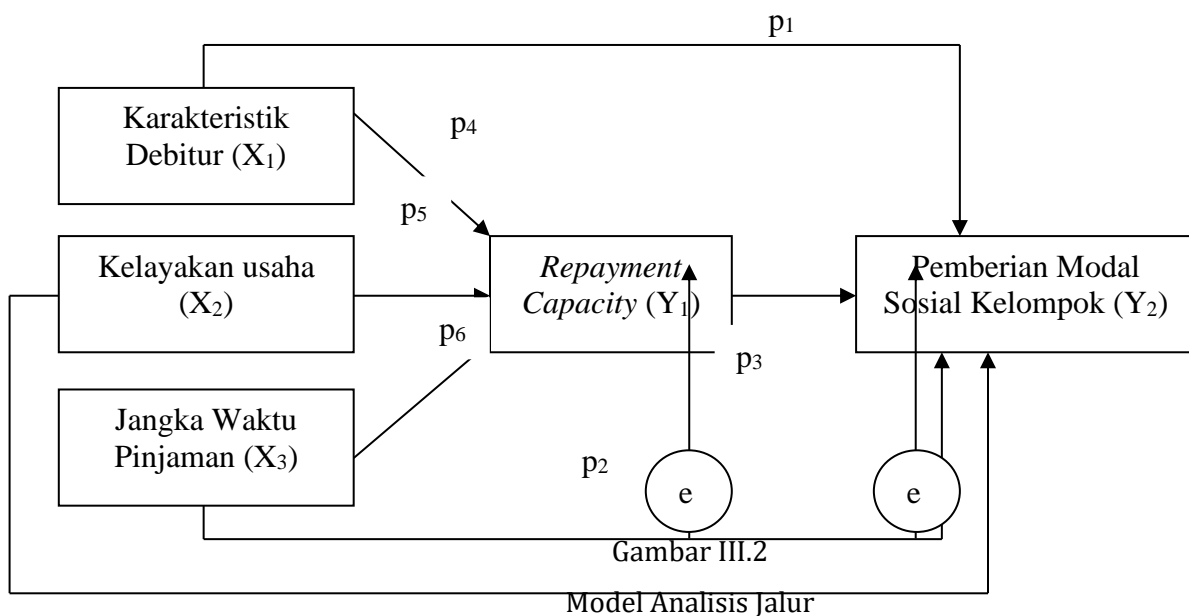 p₁
Karakteristik
Debitur (X₁)
p₄
p₅
Kelayakan usaha
(X₂)
Repayment
Capacity (Y₁)
Pemberian Modal
Sosial Kelompok (Y₂)
p₆
p₃
Jangka Waktu
Pinjaman (X₃)
p₂
e
e
Gambar III.2
Model Analisis Jalur